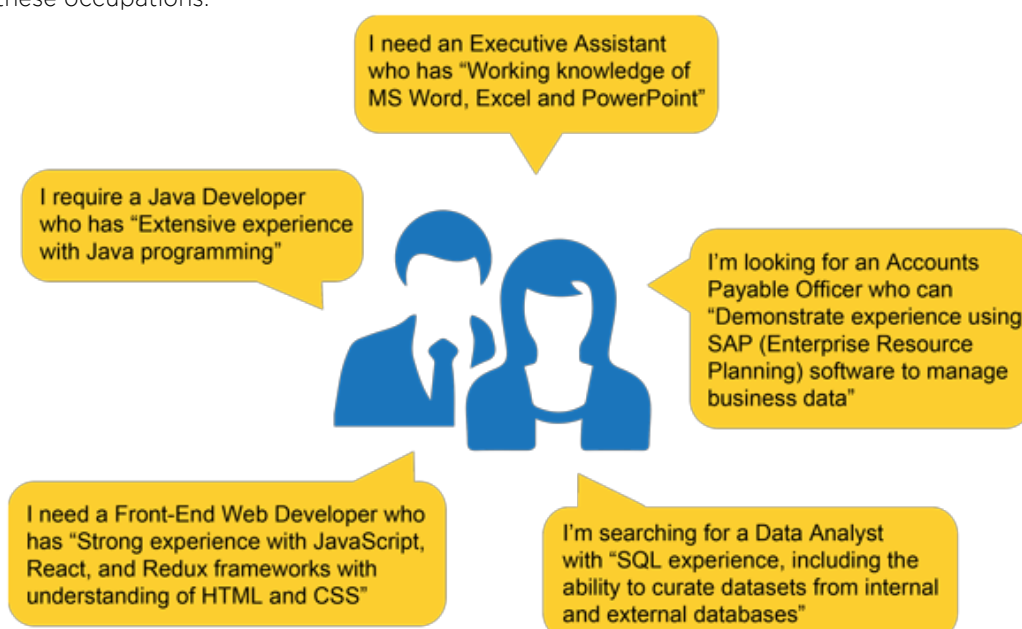 these occupations.
I need an Executive Assistant
who has “Working knowledge of
MS Word, Excel and PowerPoint”
I require a Java Developer
who has “Extensive experience
with Java programming”
I’m looking for an Accounts
Payable Officer who can
“Demonstrate experience using
SAP (Enterprise Resource
Planning) software to manage
business data”
I need a Front-End Web Developer who
has “Strong experience with JavaScript,
React, and Redux frameworks with
understanding of HTML and CSS”
I’m searching for a Data Analyst
with “SQL experience, including the
ability to curate datasets from internal
and external databases”